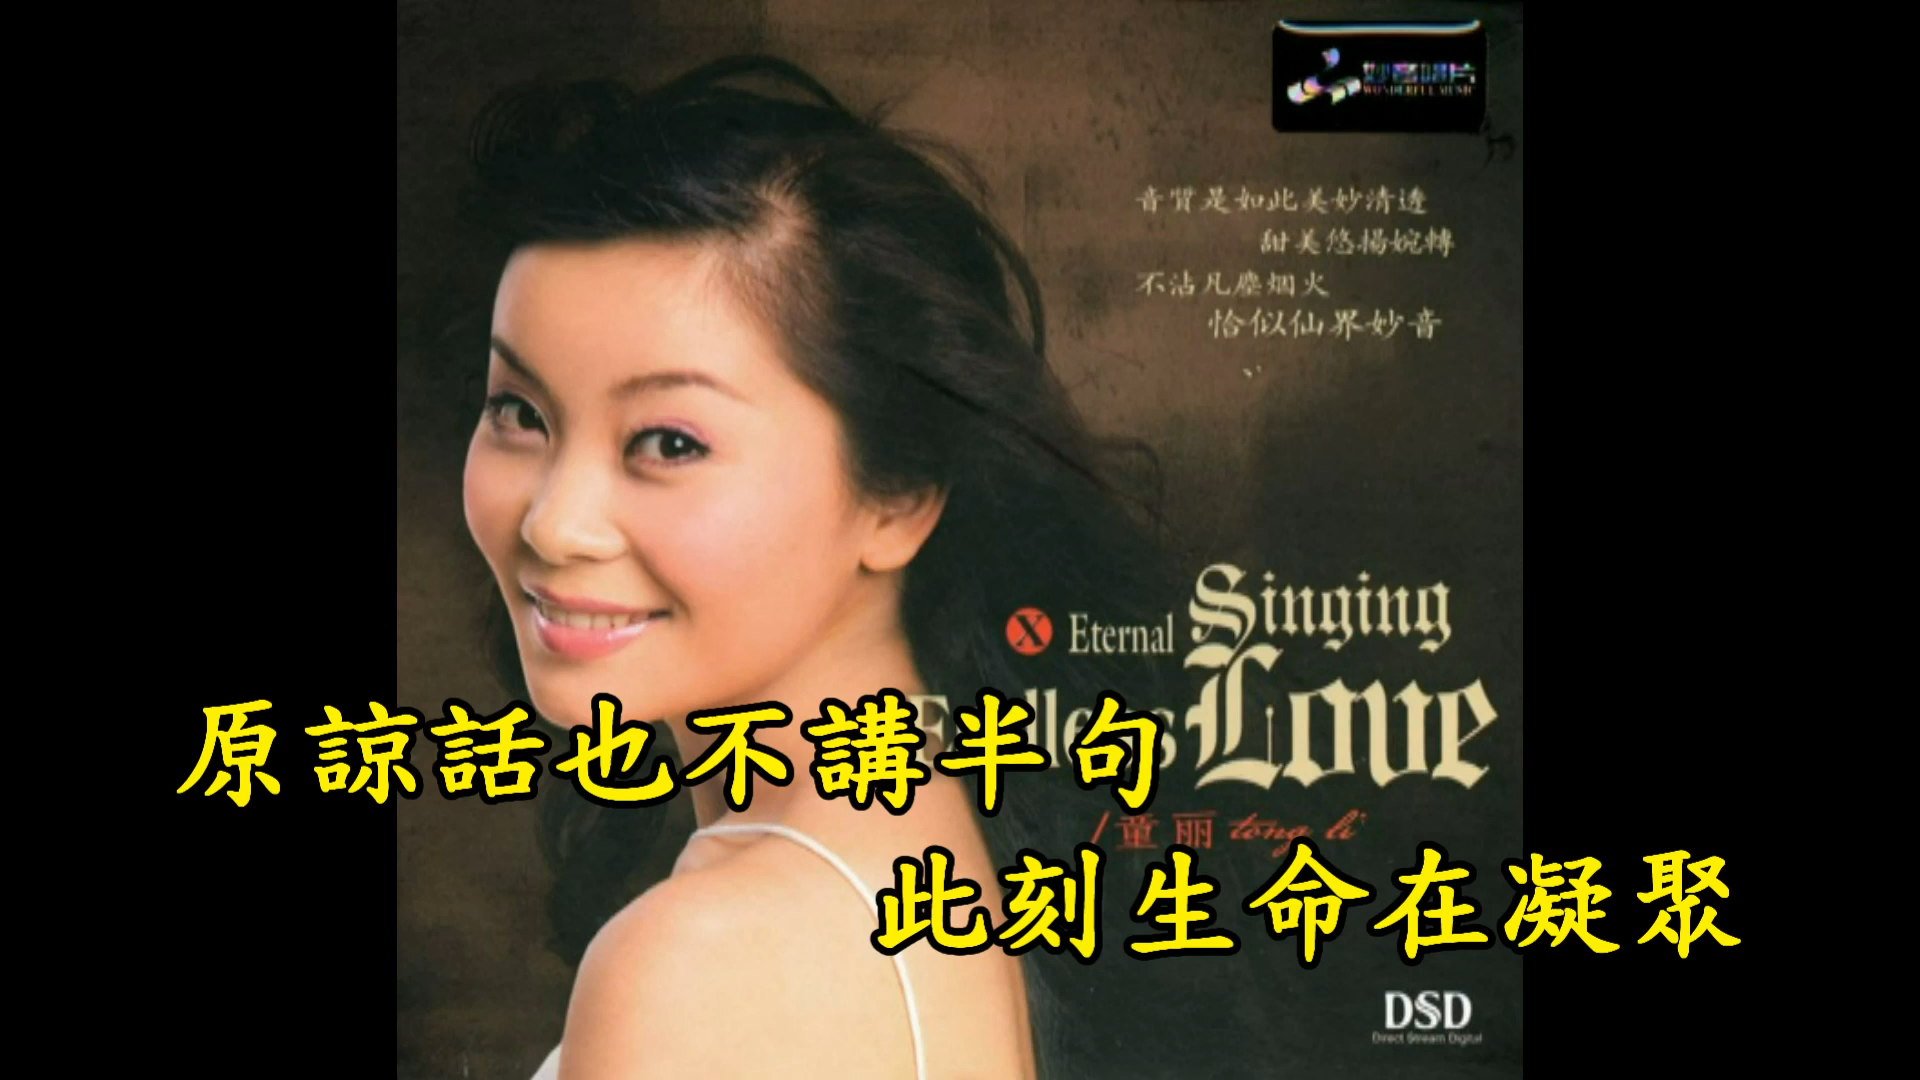 妙音唱片
WONDERFUL MUSIC
音質是如此美妙清透
甜美悠揚婉轉
不沾凡塵烟火
恰似仙界妙音
X Eternal Singing
Endless Love
/童丽 tong li
原諒話也不講半句
此刻生命在凝聚
DSD
Direct Stream Digital